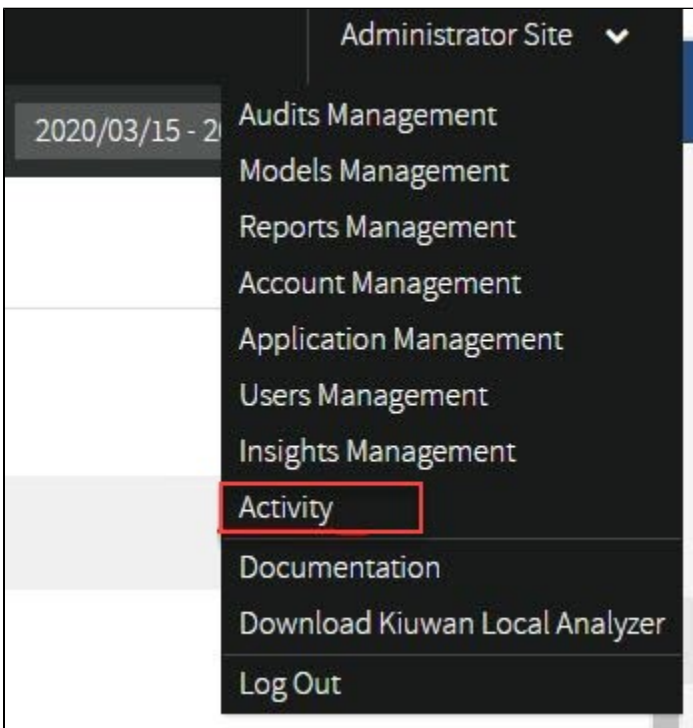 Administrator Site
2020/03/15 - 2
Audits Management
Models Management
Reports Management
Account Management
Application Management
Users Management
Insights Management
Activity
Documentation
Download Kiuwan Local Analyzer
Log Out